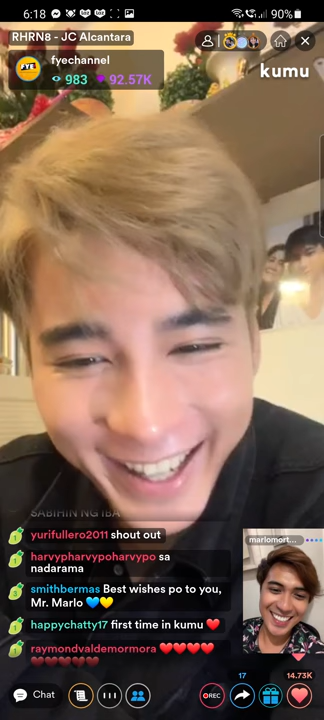 6:18
90%
RHRN8 - JC Alcantara
FYE
fyechannel
983 92.57K
kumu
SABIHIN NG IBA
yurifullero2011 shout out
harvypharvypoharvypo sa
nadarama
smithbermas Best wishes po to you,
Mr. Marlo 💙💛
happychatty17 first time in kumu ❤️
raymondvaldemormora ❤️❤️❤️❤️
❤️❤️❤️❤️❤️
marlomort...
Chat
REC
17
14.73K